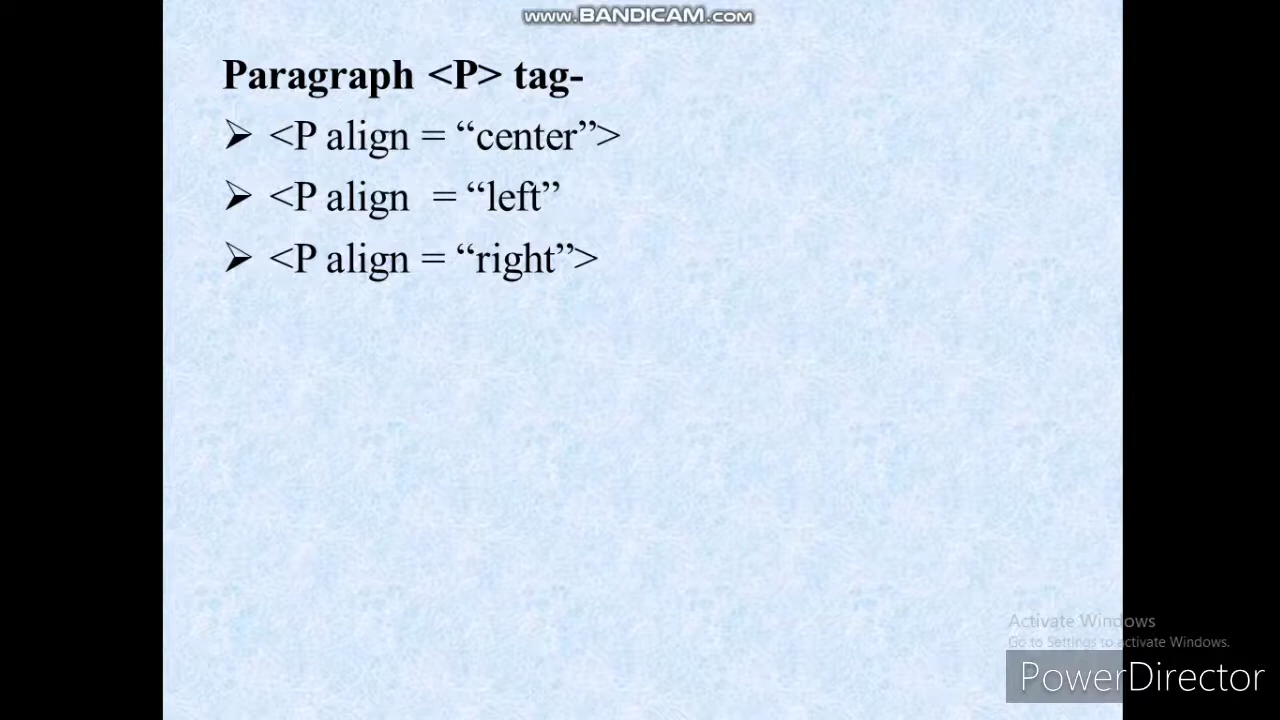 www.BANDICAM.com
Paragraph <P> tag-
➢ <P align = “center”>
➢ <P align  = “left”
➢ <P align = “right”>
Activate Windows
Go to Settings to activate Windows.
PowerDirector